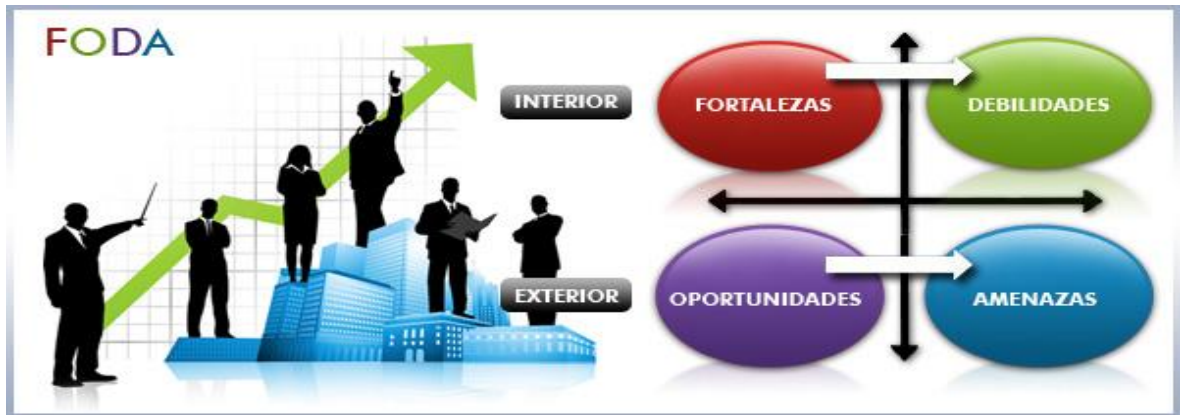 FODA
INTERIOR
FORTALEZAS
DEBILIDADES
EXTERIOR
OPORTUNIDADES
AMENAZAS